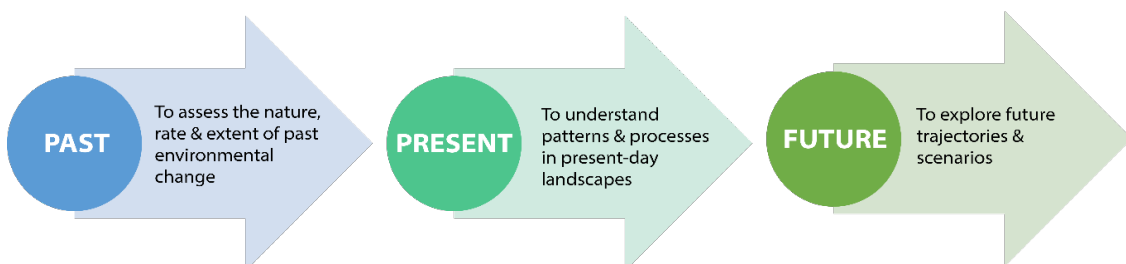 PAST
To assess the nature,
rate & extent of past
environmental
change
PRESENT
To understand
patterns & processes
in present-day
landscapes
FUTURE
To explore future
trajectories &
scenarios